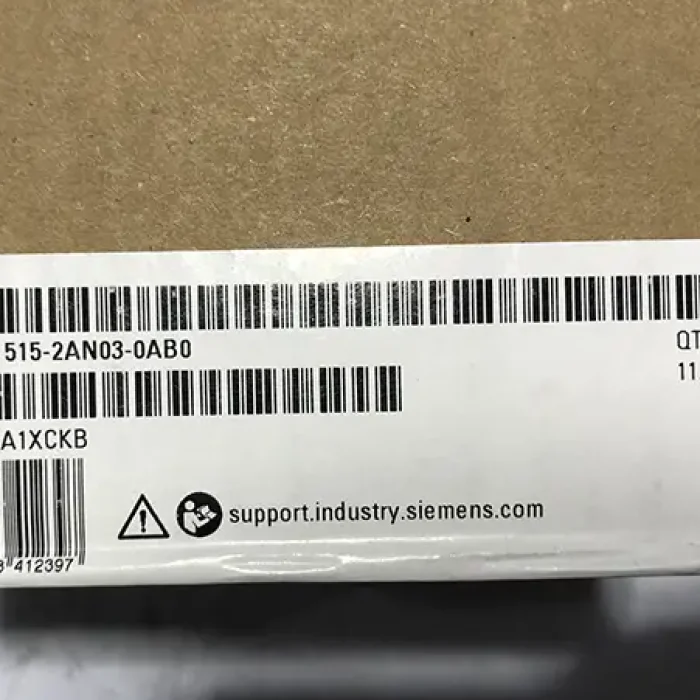 515-2AN03-0AB0
QT
11
A1XCKB
support.industry.siemens.com
412397